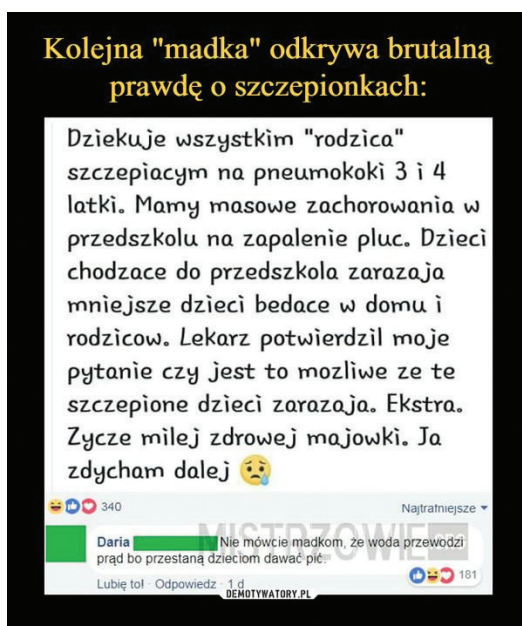 Kolejna "madka" odkrywa brutalną
prawdę o szczepionkach:
Dziekuje wszystkim "rodzica"
szczepiacym na pneumokoki 3 i 4
latki. Mamy masowe zachorowania w
przedszkolu na zapalenie pluc. Dzieci
chodzace do przedszkola zarazaja
mniejsze dzieci bedace w domu i
rodzicow. Lekarz potwierdzil moje
pytanie czy jest to mozliwe ze te
szczepione dzieci zarazaja. Ekstra.
Zycze milej zdrowej majowki. Ja
zdycham dalej 😢
340 Najtrafniejsze
Daria Nie mówcie madkom, że woda przewodzi
prąd bo przestaną dzieciom dawać pić.
Lubię to! · Odpowiedz · 1 d 181
MISTRZOWIE
DEMOTYWATORY.PL